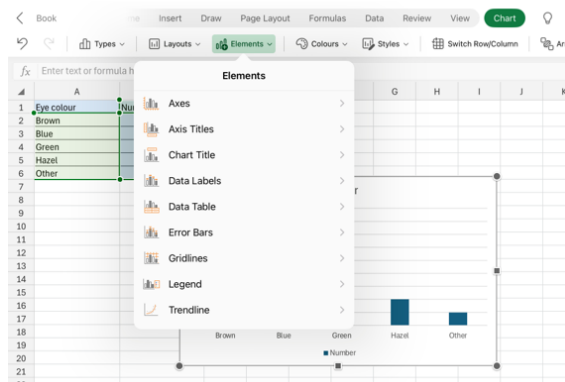 Book
Insert Draw Page Layout Formulas Data Review View Chart
Types Layouts Elements Colours Styles Switch Row/Column
fx Enter text or formula h
Elements
A G H I J
1 Eye colour
2 Brown
3 Blue
4 Green
5 Hazel
6 Other
7
8
9
10
11
12
13
14
15
16
17
18
19
20
21
Axes
Axis Titles
Chart Title
Data Labels
Data Table
Error Bars
Gridlines
Legend
Trendline
Brown Blue Green Hazel Other
Number